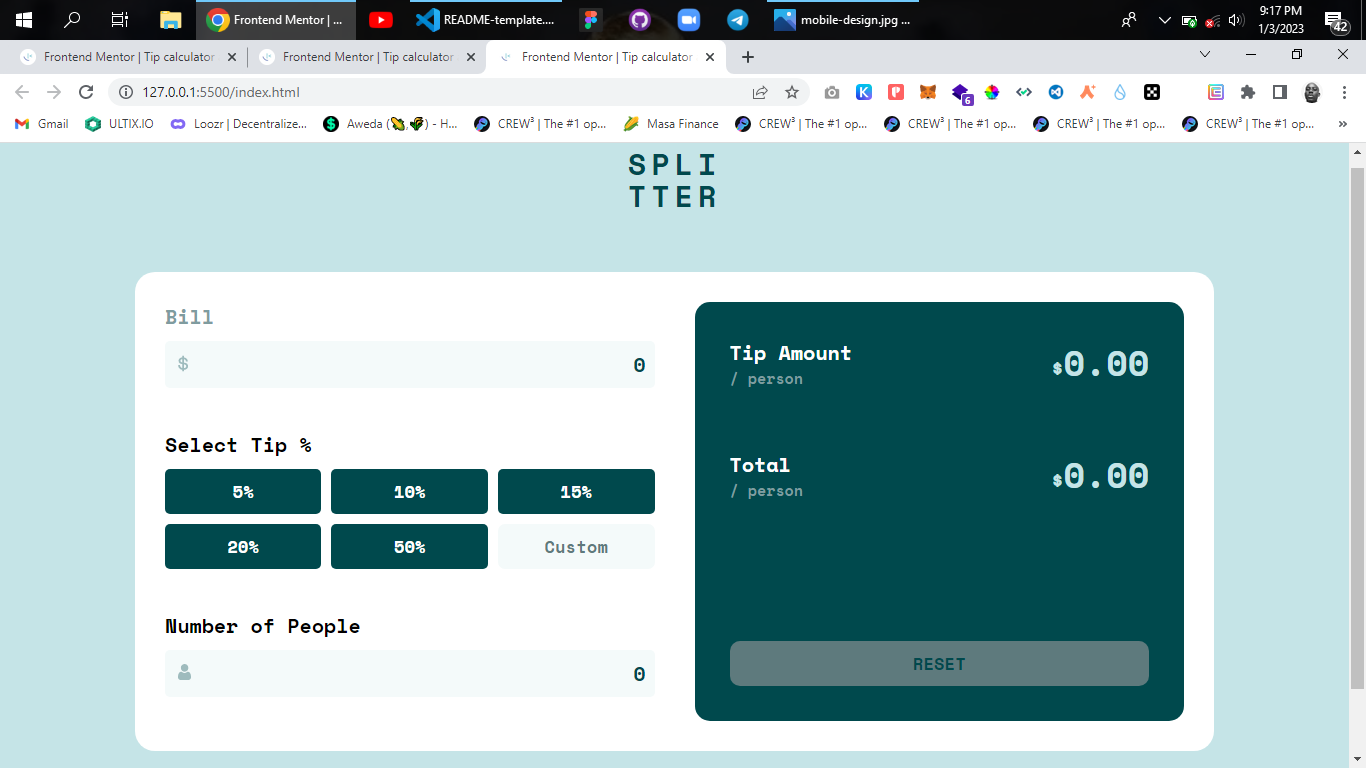 Frontend Mentor | ...
README-template....
mobile-design.jpg ...
9:17 PM
1/3/2023
42
Frontend Mentor | Tip calculator
Frontend Mentor | Tip calculator
Frontend Mentor | Tip calculator
127.0.0.1:5500/index.html
6
Gmail
ULTIX.IO
Loozr | Decentralize...
Aweda (🌽,🌽) - H...
CREW³ | The #1 op...
Masa Finance
CREW³ | The #1 op...
CREW³ | The #1 op...
CREW³ | The #1 op...
CREW³ | The #1 op...
»
SPLI
TTER
Bill
$ 0
Select Tip %
5% 10% 15%
20% 50% Custom
Number of People
0
Tip Amount
/ person
$0.00
Total
/ person
$0.00
RESET